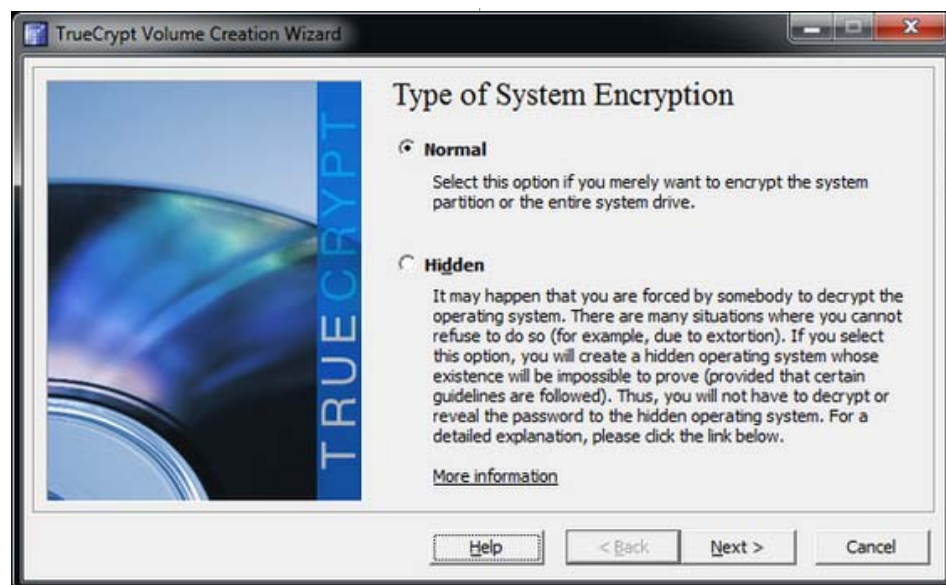 TrueCrypt Volume Creation Wizard
TRUECRYPT
Type of System Encryption
Normal
Select this option if you merely want to encrypt the system
partition or the entire system drive.
Hidden
It may happen that you are forced by somebody to decrypt the
operating system. There are many situations where you cannot
refuse to do so (for example, due to extortion). If you select
this option, you will create a hidden operating system whose
existence will be impossible to prove (provided that certain
guidelines are followed). Thus, you will not have to decrypt or
reveal the password to the hidden operating system. For a
detailed explanation, please click the link below.
More information
Help
< Back
Next >
Cancel